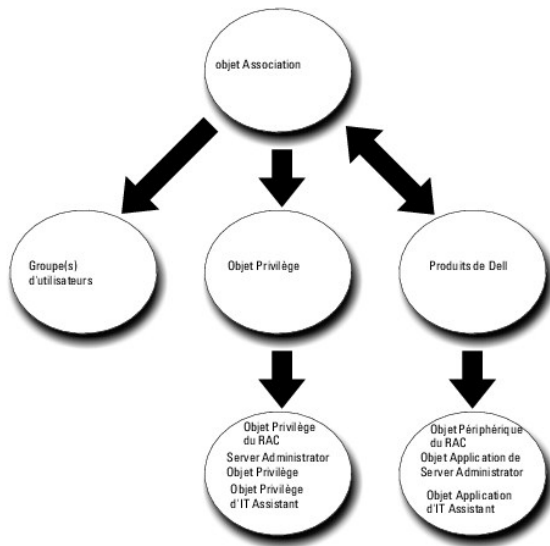 objet Association
Groupe(s)
d'utilisateurs
Objet Privilège
Produits de Dell
Objet Privilège
du RAC
Server Administrator
Objet Privilège
Objet Privilège
d'IT Assistant
Objet Périphérique
du RAC
Objet Application de
Server Administrator
Objet Application
d'IT Assistant